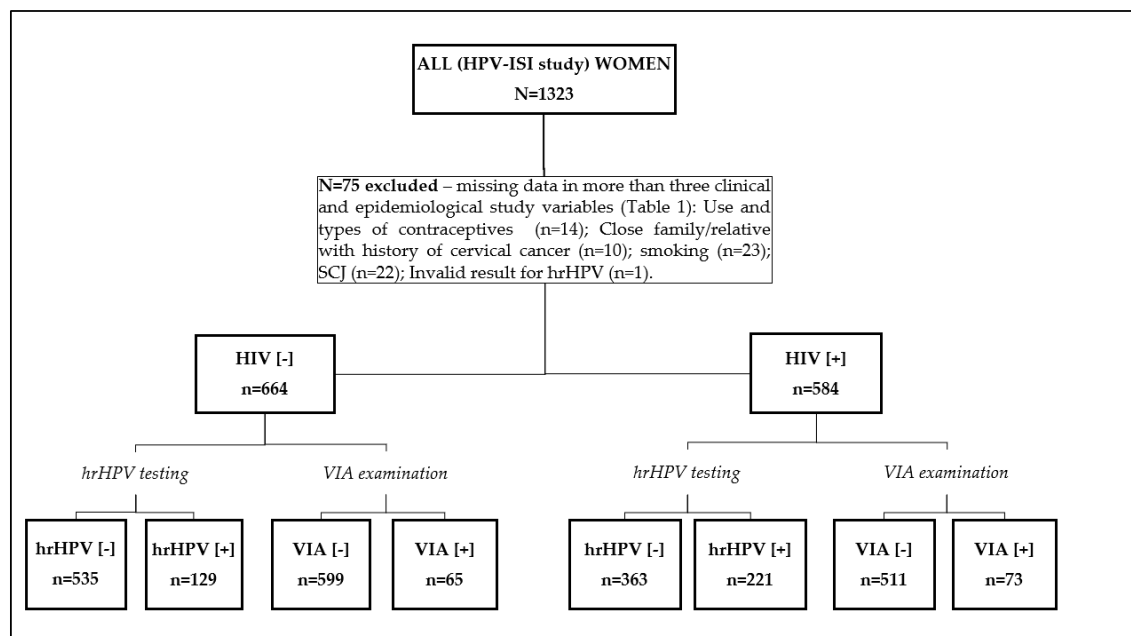 ALL (HPV-ISI study) WOMEN
N=1323
N=75 excluded – missing data in more than three clinical
and epidemiological study variables (Table 1): Use and
types of contraceptives (n=14); Close family/relative
with history of cervical cancer (n=10); smoking (n=23);
SCJ (n=22); Invalid result for hrHPV (n=1).
HIV [-]
n=664
HIV [+]
n=584
hrHPV testing
VIA examination
hrHPV testing
VIA examination
hrHPV [-]
n=535
hrHPV [+]
n=129
VIA [-]
n=599
VIA [+]
n=65
hrHPV [-]
n=363
hrHPV [+]
n=221
VIA [-]
n=511
VIA [+]
n=73